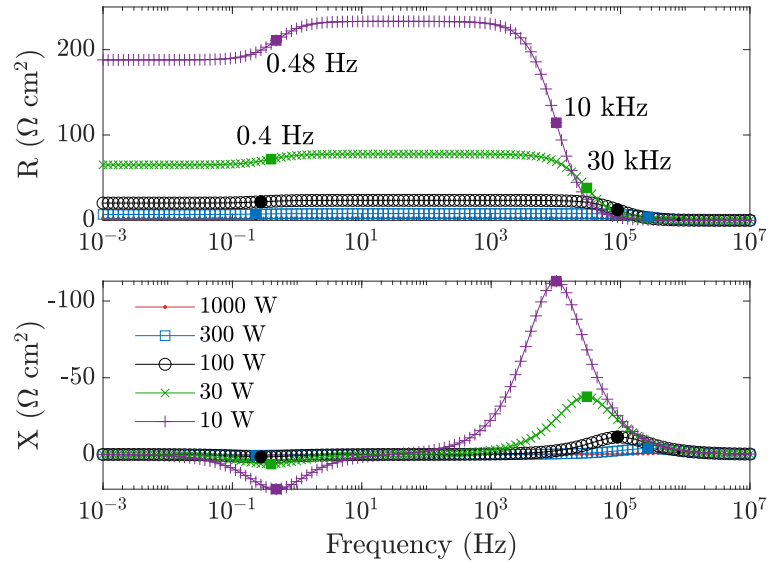 200
100
0
R (Ω cm²)
0.48 Hz
0.4 Hz
10 kHz
30 kHz
10⁻³ 10⁻¹ 10¹ 10³ 10⁵ 10⁷
-100
-50
0
X (Ω cm²)
1000 W
300 W
100 W
30 W
10 W
10⁻³ 10⁻¹ 10¹ 10³ 10⁵ 10⁷
Frequency (Hz)